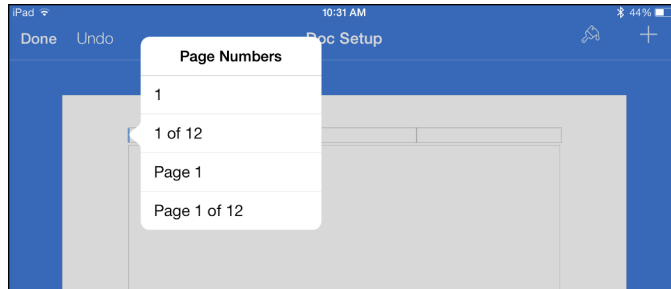 iPad 10:31 AM 44%
Done Undo Doc Setup
Page Numbers
1
1 of 12
Page 1
Page 1 of 12